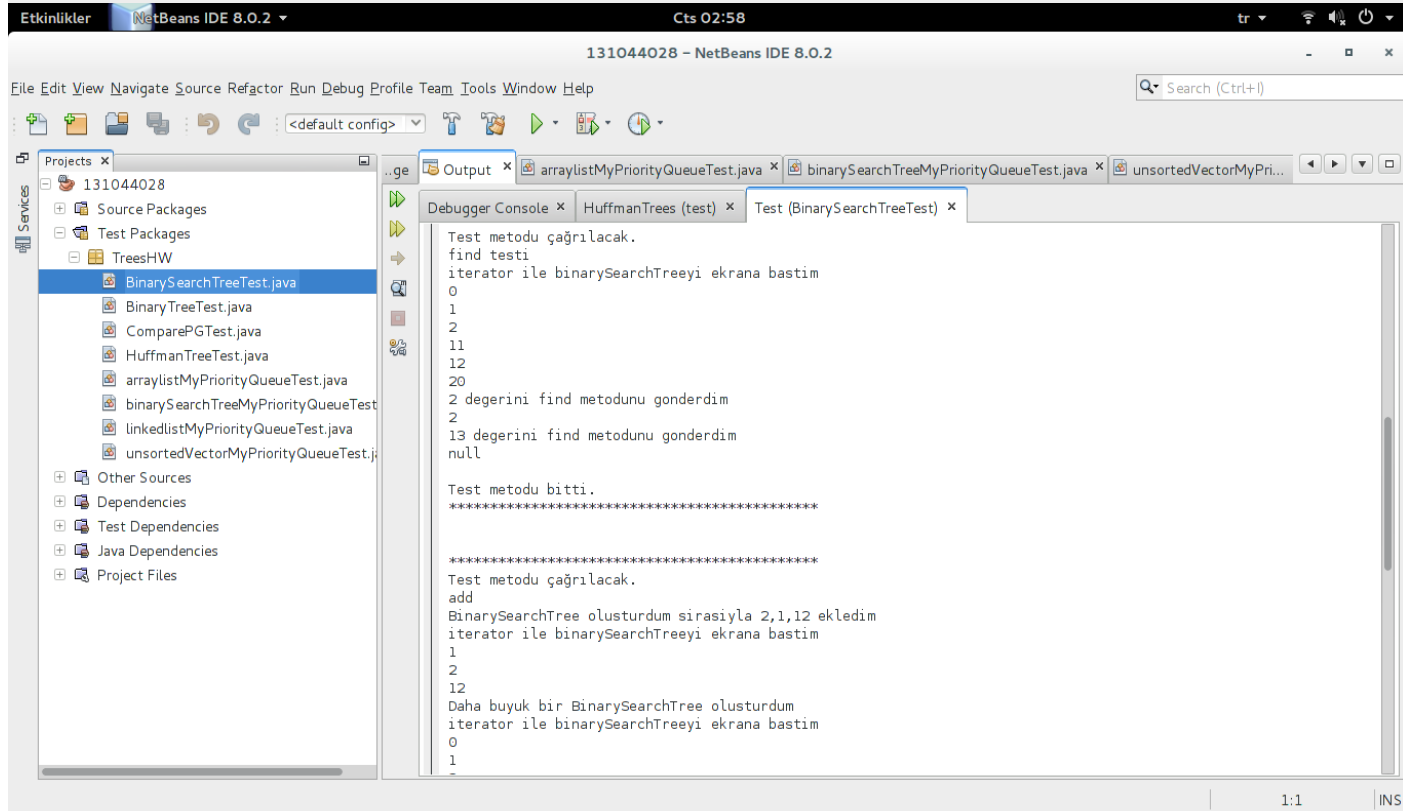 Etkinlikler NetBeans IDE 8.0.2 Cts 02:58 tr
131044028 – NetBeans IDE 8.0.2
File Edit View Navigate Source Refactor Run Debug Profile Team Tools Window Help Search (Ctrl+I)
<default config>
Projects
..ge Output arraylistMyPriorityQueueTest.java binarySearchTreeMyPriorityQueueTest.java unsortedVectorMyPri...
Services
131044028
Source Packages
Test Packages
TreesHW
BinarySearchTreeTest.java
BinaryTreeTest.java
ComparePGTest.java
HuffmanTreeTest.java
arraylistMyPriorityQueueTest.java
binarySearchTreeMyPriorityQueueTest
linkedlistMyPriorityQueueTest.java
unsortedVectorMyPriorityQueueTest.j
Other Sources
Dependencies
Test Dependencies
Java Dependencies
Project Files
Debugger Console HuffmanTrees (test) Test (BinarySearchTreeTest)
Test metodu çağrılacak.
find testi
iterator ile binarySearchTreeyi ekrana bastim
0
1
2
11
12
20
2 degerini find metodunu gonderdim
2
13 degerini find metodunu gonderdim
null
Test metodu bitti.
*********************************************
*********************************************
Test metodu çağrılacak.
add
BinarySearchTree olusturdum sirasiyla 2,1,12 ekledim
iterator ile binarySearchTreeyi ekrana bastim
1
2
12
Daha buyuk bir BinarySearchTree olusturdum
iterator ile binarySearchTreeyi ekrana bastim
0
1
1:1 INS